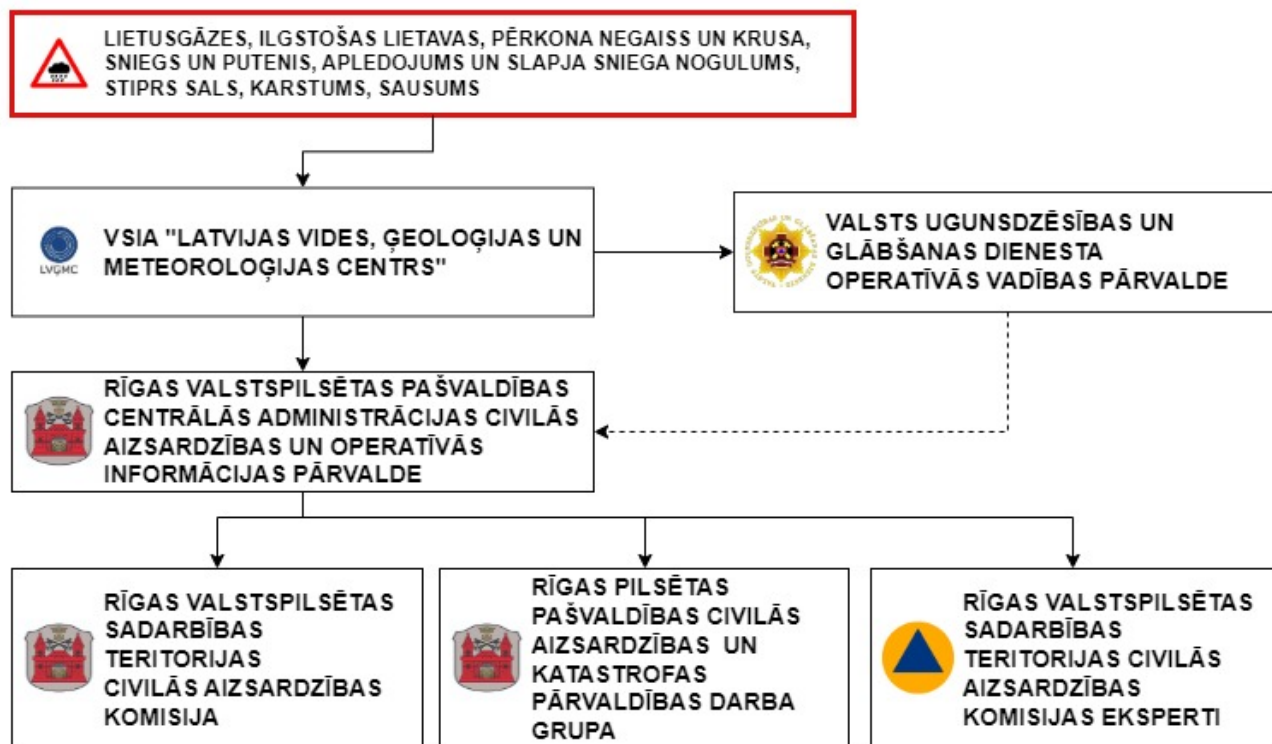 LIETUSGĀZES, ILGSTOŠAS LIETAVAS, PĒRKONA NEGAISS UN KRUSA,
SNIEGS UN PUTENIS, APLEDOJUMS UN SLAPJA SNIEGA NOGULUMS,
STIPRS SALS, KARSTUMS, SAUSUMS
LVĢMC
VSIA "LATVIJAS VIDES, ĢEOLOĢIJAS UN
METEOROLOĢIJAS CENTRS"
VALSTS UGUNSDZĒSĪBAS UN
GLĀBŠANAS DIENESTA
OPERATĪVĀS VADĪBAS PĀRVALDE
RĪGAS VALSTSPILSĒTAS PAŠVALDĪBAS
CENTRĀLĀS ADMINISTRĀCIJAS CIVILĀS
AIZSARDZĪBAS UN OPERATĪVĀS
INFORMĀCIJAS PĀRVALDE
RĪGAS VALSTSPILSĒTAS
SADARBĪBAS
TERITORIJAS
CIVILĀS AIZSARDZĪBAS
KOMISIJA
RĪGAS PILSĒTAS
PAŠVALDĪBAS CIVILĀS
AIZSARDZĪBAS UN
KATASTROFAS
PĀRVALDĪBAS DARBA
GRUPA
RĪGAS VALSTSPILSĒTAS
SADARBĪBAS
TERITORIJAS CIVILĀS
AIZSARDZĪBAS
KOMISIJAS EKSPERTI